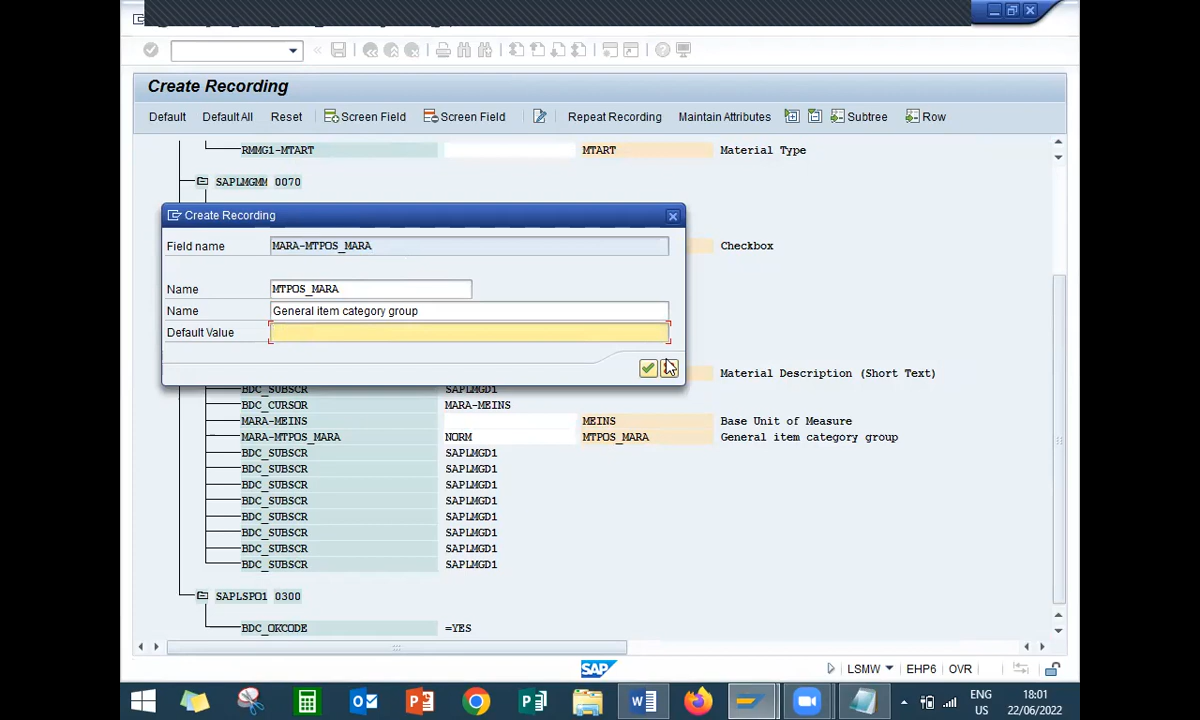 Create Recording
Default Default All Reset Screen Field Screen Field Repeat Recording Maintain Attributes Subtree Row
RMMG1-MTART MTART Material Type
SAPLMGMM 0070
Create Recording
Field name MARA-MTPOS_MARA
Checkbox
Name MTPOS_MARA
Name General item category group
Default Value
Material Description (Short Text)
BDC_SUBSCR SAPLMGD1
BDC_CURSOR MARA-MEINS
MARA-MEINS MEINS Base Unit of Measure
MARA-MTPOS_MARA NORM MTPOS_MARA General item category group
BDC_SUBSCR SAPLMGD1
BDC_SUBSCR SAPLMGD1
BDC_SUBSCR SAPLMGD1
BDC_SUBSCR SAPLMGD1
BDC_SUBSCR SAPLMGD1
BDC_SUBSCR SAPLMGD1
BDC_SUBSCR SAPLMGD1
BDC_SUBSCR SAPLMGD1
SAPLSPO1 0300
BDC_OKCODE =YES
SAP LSMW EHP6 OVR
ENG 18:01
US 22/06/2022